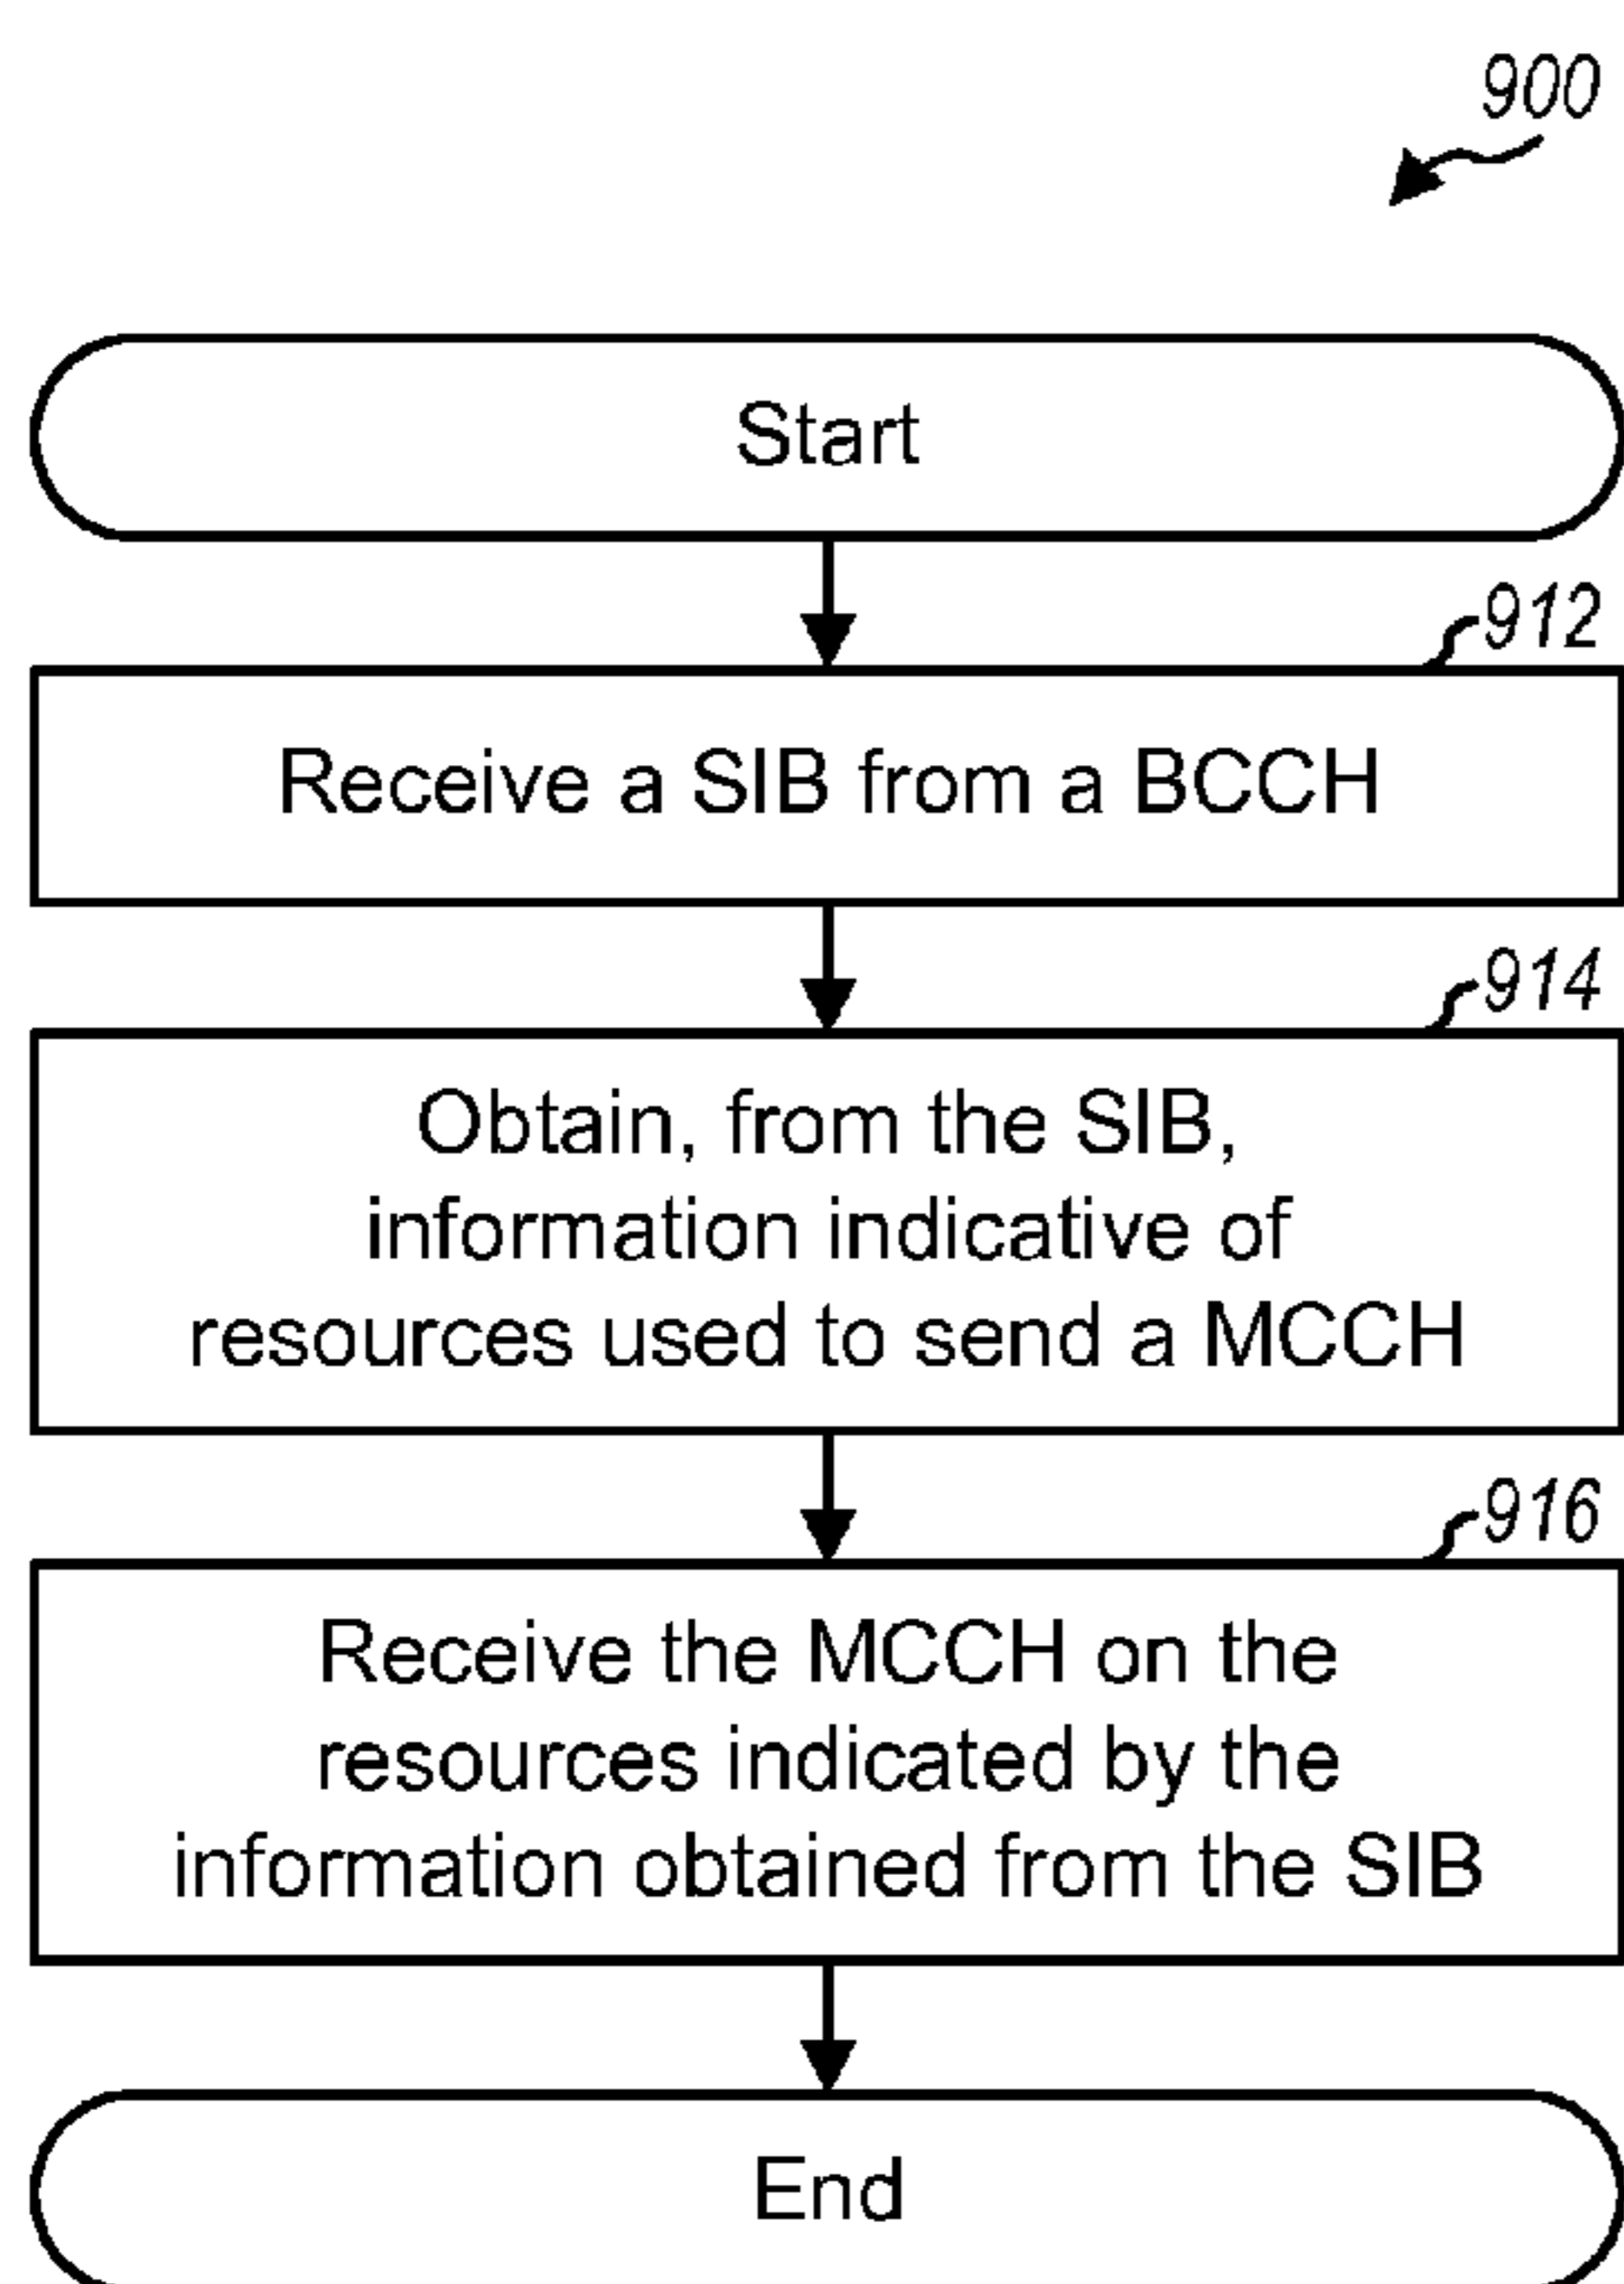 900
Start
912
Receive a SIB from a BCCH
914
Obtain, from the SIB,
information indicative of
resources used to send a MCCH
916
Receive the MCCH on the
resources indicated by the
information obtained from the SIB
End